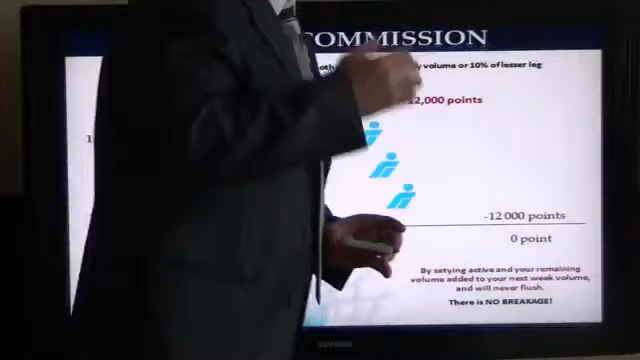 COMMISSION
volume or 10% of lesser leg
12,000 points
-12 000 points
0 point
By satying active and your remaining
volume added to your next week volume,
and will never flush.
There is NO BREAKAGE!
SAMSUNG